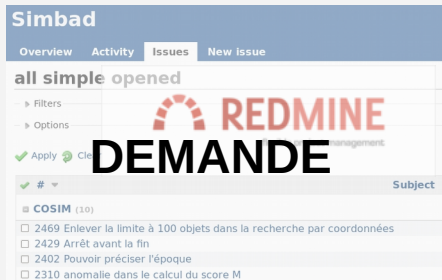 Simbad
Overview Activity Issues New issue
all simple opened
Filters
REDMINE
Options
management
Apply Cle
DEMANDE
# Subject
COSIM (10)
2469 Enlever la limite à 100 objets dans la recherche par coordonnées
2429 Arrêt avant la fin
2402 Pouvoir préciser l'époque
2310 anomalie dans le calcul du score M